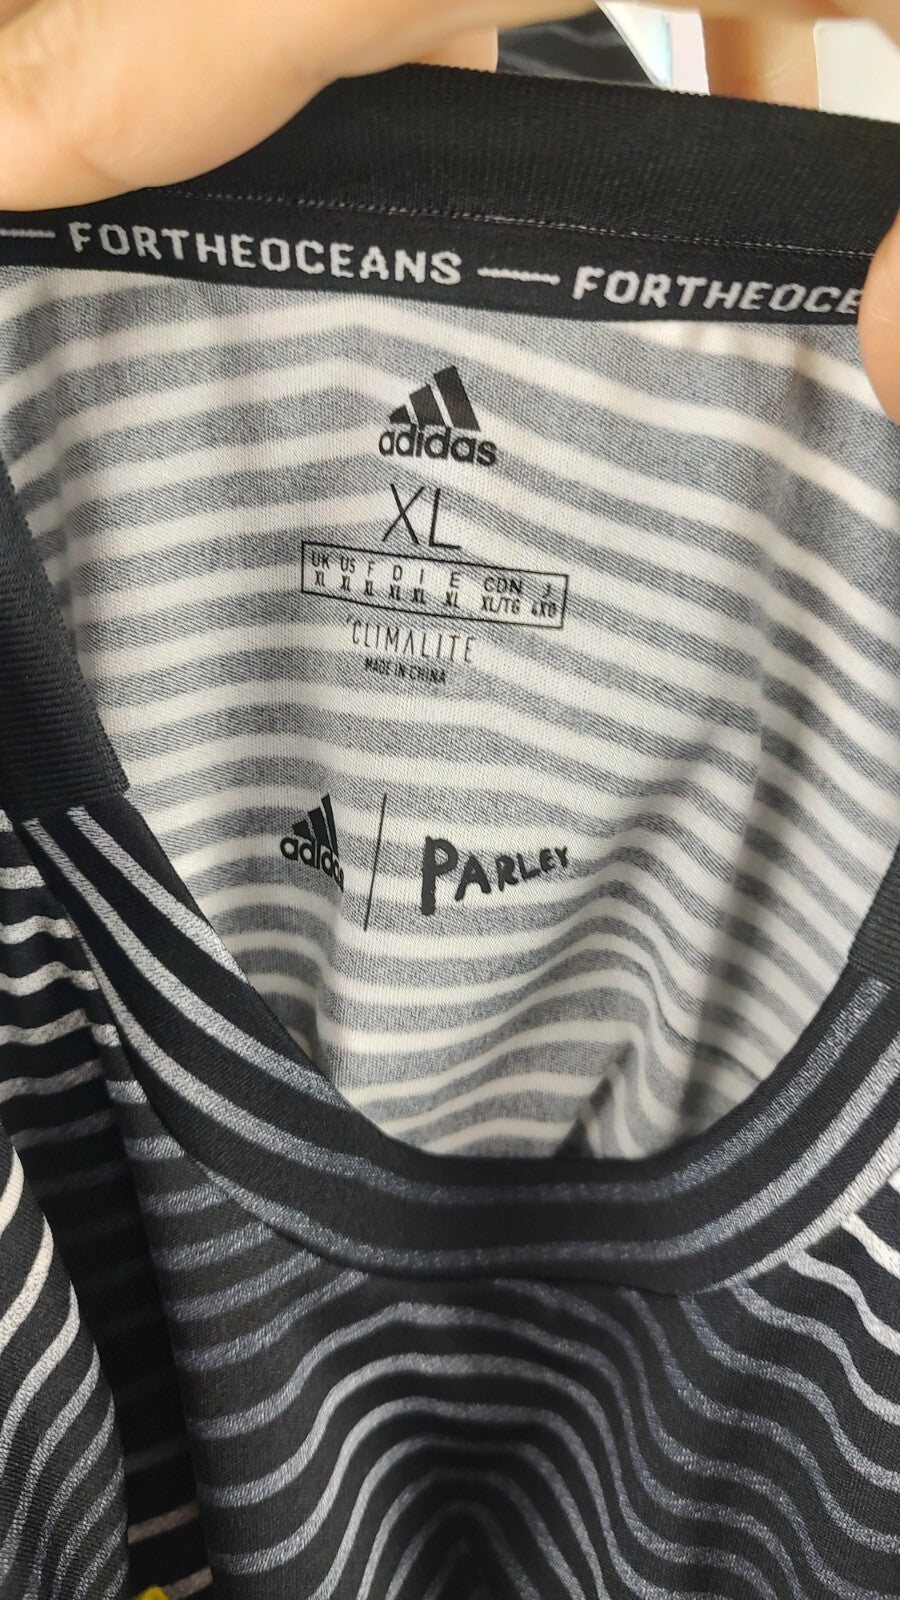 FORTHEOCEANS — FORTHEOCE
adidas
XL
UK US F D I E CDN J
XL XL XL XL XL XL XL/TG 4XO
CLIMALITE
MADE IN CHINA
adidas | PARLEY